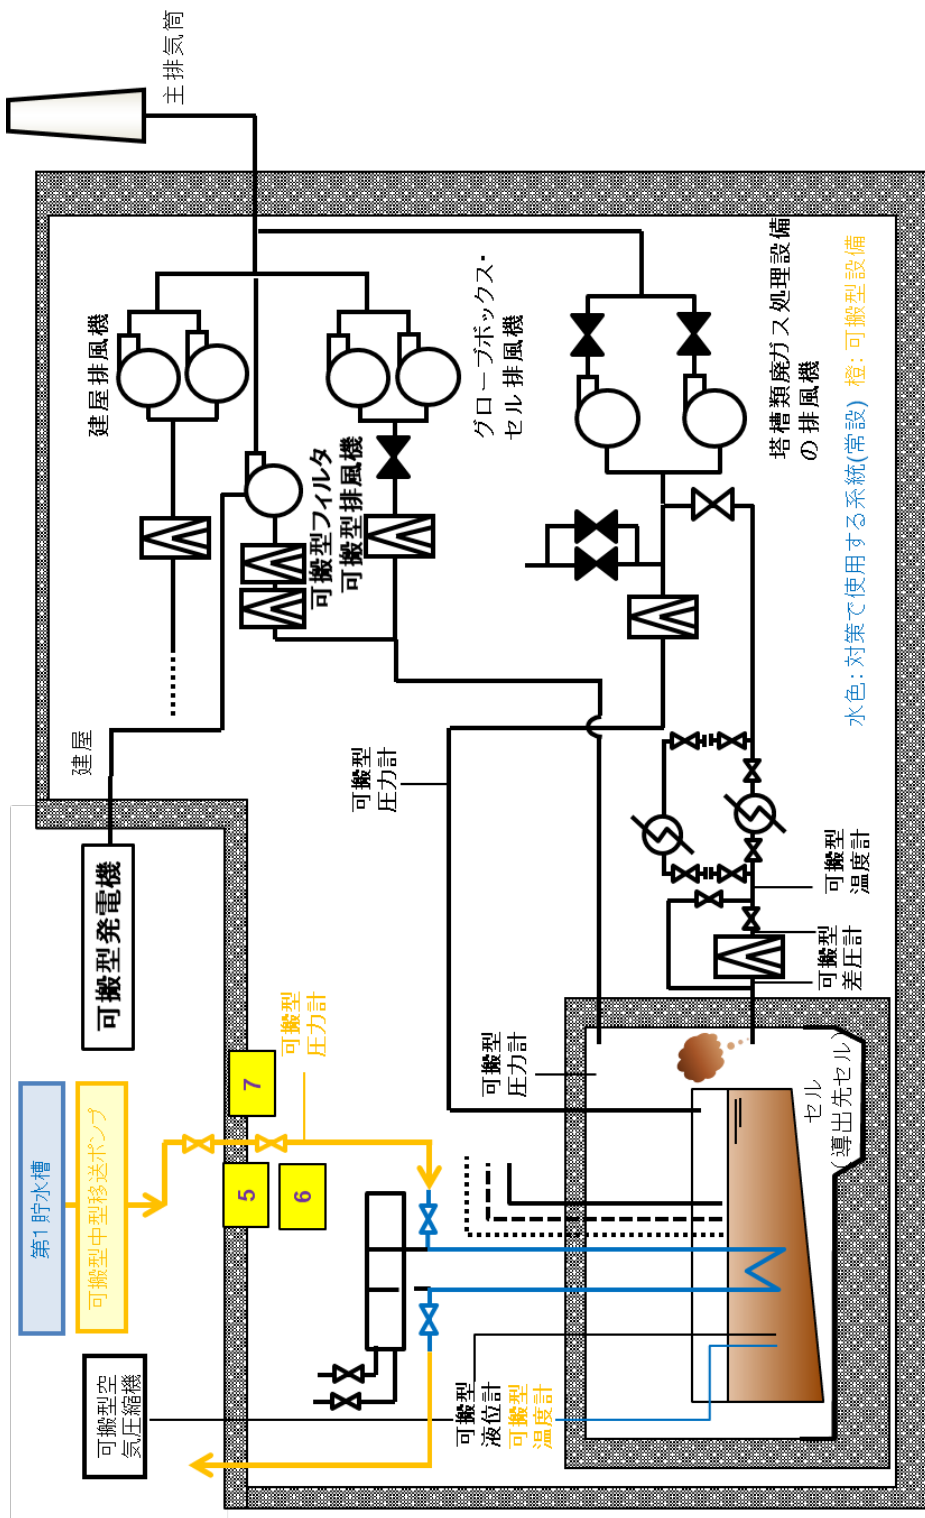 主排気筒
建屋排風機
グローブボックス・
セル排風機
塔槽類廃ガス処理設備
の排風機
可搬型フィルタ
可搬型排風機
建屋
可搬型発電機
第1貯水槽
可搬型中型移送ポンプ
可搬型空
気圧縮機
7
5
6
可搬型
圧力計
可搬型
圧力計
可搬型
圧力計
可搬型
温度計
可搬型
差圧計
セル
(導出先セル)
可搬型
液位計
可搬型
温度計
水色:対策で使用する系統(常設) 橙:可搬型設備